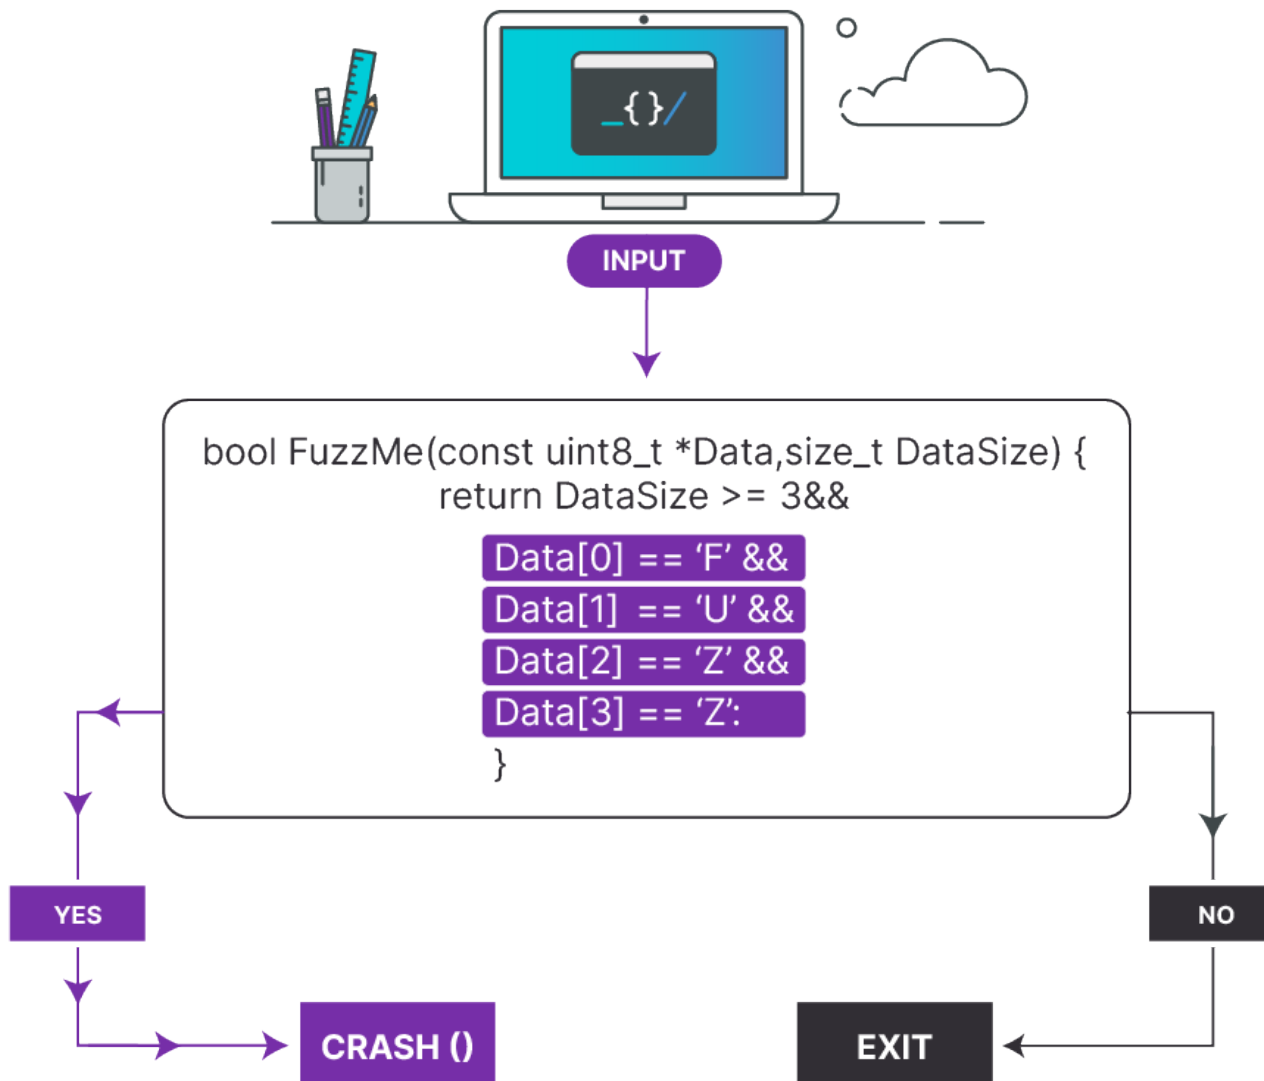 _{}/
INPUT
bool FuzzMe(const uint8_t *Data,size_t DataSize) {
return DataSize >= 3&&
Data[0] == ‘F’ &&
Data[1] == ‘U’ &&
Data[2] == ‘Z’ &&
Data[3] == ‘Z’:
}
YES
NO
CRASH ()
EXIT